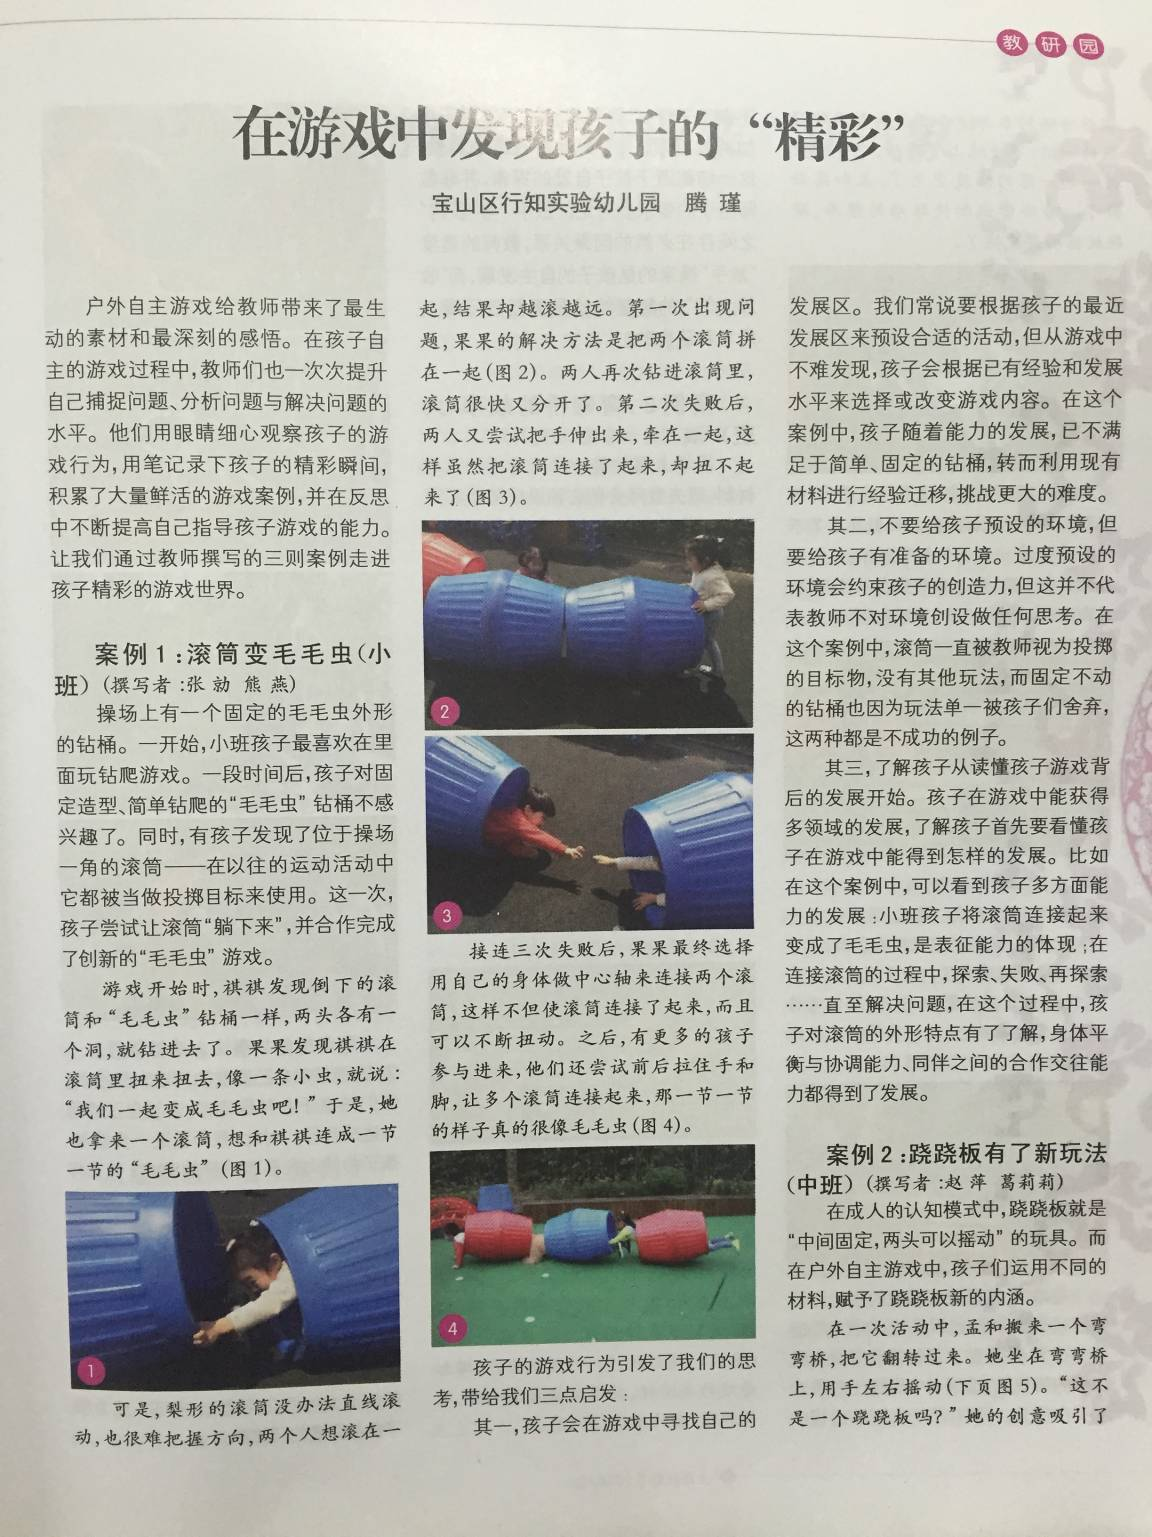 教研园
在游戏中发现孩子的“精彩”
宝山区行知实验幼儿园 腾 瑾
户外自主游戏给教师带来了最生
动的素材和最深刻的感悟。在孩子自
主的游戏过程中,教师们也一次次提升
自己捕捉问题、分析问题与解决问题的
水平。他们用眼睛细心观察孩子的游
戏行为,用笔记录下孩子的精彩瞬间,
积累了大量鲜活的游戏案例,并在反思
中不断提高自己指导孩子游戏的能力。
让我们通过教师撰写的三则案例走进
孩子精彩的游戏世界。
案例1:滚筒变毛毛虫(小
班)(撰写者:张 勍 熊 燕)
操场上有一个固定的毛毛虫外形
的钻桶。一开始,小班孩子最喜欢在里
面玩钻爬游戏。一段时间后,孩子对固
定造型、简单钻爬的“毛毛虫”钻桶不感
兴趣了。同时,有孩子发现了位于操场
一角的滚筒——在以往的运动活动中
它都被当做投掷目标来使用。这一次,
孩子尝试让滚筒“躺下来”,并合作完成
了创新的“毛毛虫”游戏。
游戏开始时,祺祺发现倒下的滚
筒和“毛毛虫”钻桶一样,两头各有一
个洞,就钻进去了。果果发现祺祺在
滚筒里扭来扭去,像一条小虫,就说:
“我们一起变成毛毛虫吧!”于是,她
也拿来一个滚筒,想和祺祺连成一节
一节的“毛毛虫”(图1)。
1
可是,梨形的滚筒没办法直线滚
动,也很难把握方向,两个人想滚在一
起,结果却越滚越远。第一次出现问
题,果果的解决方法是把两个滚筒拼
在一起(图2)。两人再次钻进滚筒里,
滚筒很快又分开了。第二次失败后,
两人又尝试把手伸出来,牵在一起,这
样虽然把滚筒连接了起来,却扭不起
来了(图3)。
2
3
接连三次失败后,果果最终选择
用自己的身体做中心轴来连接两个滚
筒,这样不但使滚筒连接了起来,而且
可以不断扭动。之后,有更多的孩子
参与进来,他们还尝试前后拉住手和
脚,让多个滚筒连接起来,那一节一节
的样子真的很像毛毛虫(图4)。
4
孩子的游戏行为引发了我们的思
考,带给我们三点启发:
其一,孩子会在游戏中寻找自己的
发展区。我们常说要根据孩子的最近
发展区来预设合适的活动,但从游戏中
不难发现,孩子会根据已有经验和发展
水平来选择或改变游戏内容。在这个
案例中,孩子随着能力的发展,已不满
足于简单、固定的钻桶,转而利用现有
材料进行经验迁移,挑战更大的难度。
其二,不要给孩子预设的环境,但
要给孩子有准备的环境。过度预设的
环境会约束孩子的创造力,但这并不代
表教师不对环境创设做任何思考。在
这个案例中,滚筒一直被教师视为投掷
的目标物,没有其他玩法,而固定不动
的钻桶也因为玩法单一被孩子们舍弃,
这两种都是不成功的例子。
其三,了解孩子从读懂孩子游戏背
后的发展开始。孩子在游戏中能获得
多领域的发展,了解孩子首先要看懂孩
子在游戏中能得到怎样的发展。比如
在这个案例中,可以看到孩子多方面能
力的发展:小班孩子将滚筒连接起来
变成了毛毛虫,是表征能力的体现;在
连接滚筒的过程中,探索、失败、再探索
……直至解决问题,在这个过程中,孩
子对滚筒的外形特点有了了解,身体平
衡与协调能力、同伴之间的合作交往能
力都得到了发展。
案例2:跷跷板有了新玩法
(中班)(撰写者:赵 萍 葛莉莉)
在成人的认知模式中,跷跷板就是
“中间固定,两头可以摇动”的玩具。而
在户外自主游戏中,孩子们运用不同的
材料,赋予了跷跷板新的内涵。
在一次活动中,孟和搬来一个弯
弯桥,把它翻转过来。她坐在弯弯桥
上,用手左右摇动(下页图5)。“这不
是一个跷跷板吗?”她的创意吸引了